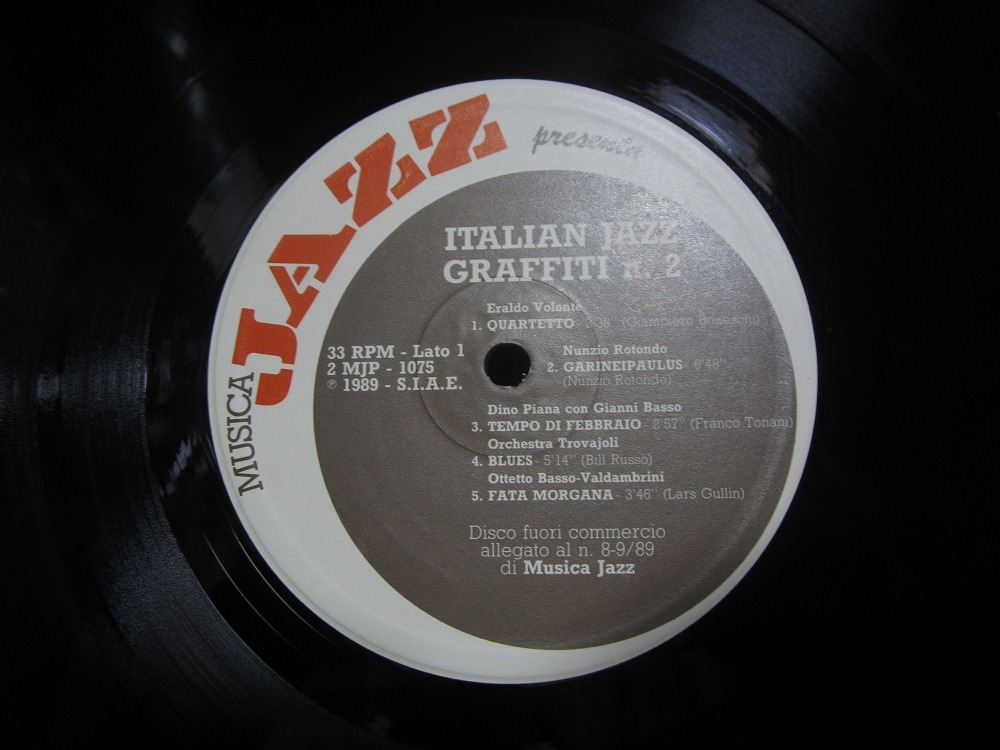 MUSICA JAZZ presenta
ITALIAN JAZZ
GRAFFITI n. 2
33 RPM - Lato 1
2 MJP - 1075
℗ 1989 - S.I.A.E.
Eraldo Volontè
1. QUARTETTO (Giampiero Boneschi)
Nunzio Rotondo
2. GARINEIPAULUS 6'48"
(Nunzio Rotondo)
Dino Piana con Gianni Basso
3. TEMPO DI FEBBRAIO - 2'57" (Franco Tonani)
Orchestra Trovajoli
4. BLUES - 5'14" (Bill Russo)
Ottetto Basso-Valdambrini
5. FATA MORGANA - 3'46" (Lars Gullin)
Disco fuori commercio
allegato al n. 8-9/89
di Musica Jazz